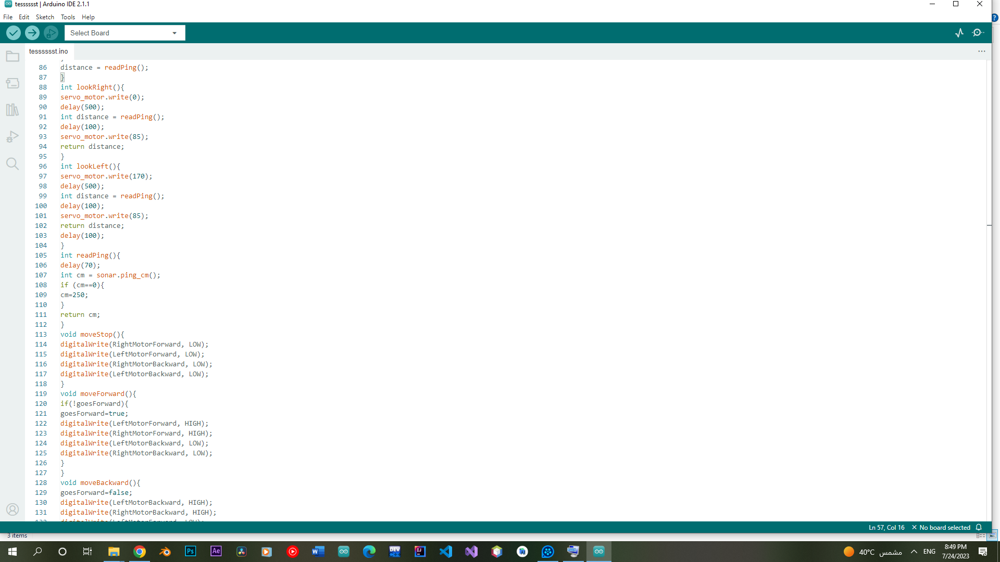 tesssssst | Arduino IDE 2.1.1
File Edit Sketch Tools Help
Select Board
tesssssst.ino
86 distance = readPing();
87 }
88 int lookRight(){
89 servo_motor.write(0);
90 delay(500);
91 int distance = readPing();
92 delay(100);
93 servo_motor.write(85);
94 return distance;
95 }
96 int lookLeft(){
97 servo_motor.write(170);
98 delay(500);
99 int distance = readPing();
100 delay(100);
101 servo_motor.write(85);
102 return distance;
103 delay(100);
104 }
105 int readPing(){
106 delay(70);
107 int cm = sonar.ping_cm();
108 if (cm==0){
109 cm=250;
110 }
111 return cm;
112 }
113 void moveStop(){
114 digitalWrite(RightMotorForward, LOW);
115 digitalWrite(LeftMotorForward, LOW);
116 digitalWrite(RightMotorBackward, LOW);
117 digitalWrite(LeftMotorBackward, LOW);
118 }
119 void moveForward(){
120 if(!goesForward){
121 goesForward=true;
122 digitalWrite(LeftMotorForward, HIGH);
123 digitalWrite(RightMotorForward, HIGH);
124 digitalWrite(LeftMotorBackward, LOW);
125 digitalWrite(RightMotorBackward, LOW);
126 }
127 }
128 void moveBackward(){
129 goesForward=false;
130 digitalWrite(LeftMotorBackward, HIGH);
131 digitalWrite(RightMotorBackward, HIGH);
132 digitalWrite(LeftMotorForward, LOW);
Ln 57, Col 16 × No board selected
3 items
Ps Ae W DEV C++ IJ
40°C مشمس ENG 8:49 PM
7/24/2023